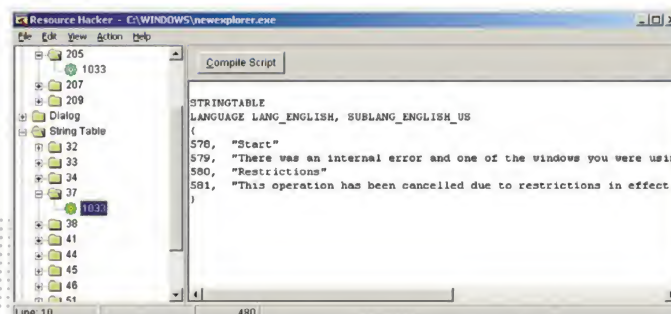 Resource Hacker - C:\WINDOWS\newexplorer.exe
File Edit View Action Help
205
1033
207
209
Dialog
String Table
32
33
34
37
1033
38
41
44
45
46
51
Compile Script
STRINGTABLE
LANGUAGE LANG_ENGLISH, SUBLANG_ENGLISH_US
{
578, "Start"
579, "There was an internal error and one of the windows you were usi
580, "Restrictions"
581, "This operation has been cancelled due to restrictions in effect
}
Line: 10
480